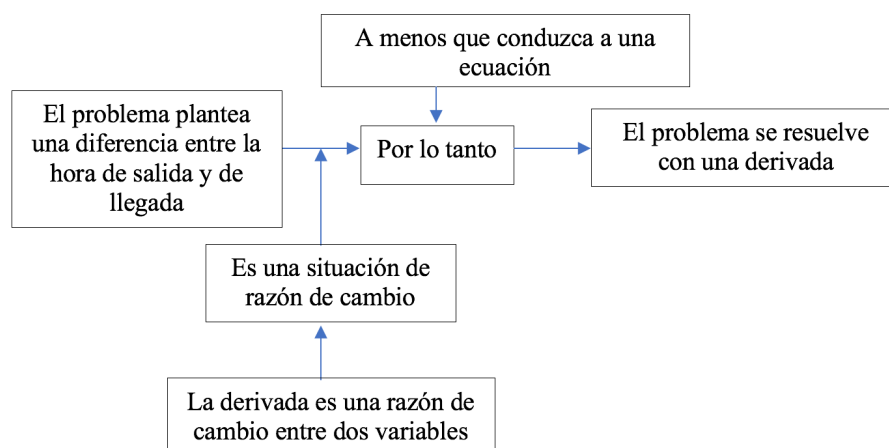 A menos que conduzca a una
ecuación
El problema plantea
una diferencia entre la
hora de salida y de
llegada
Por lo tanto
El problema se resuelve
con una derivada
Es una situación de
razón de cambio
La derivada es una razón de
cambio entre dos variables